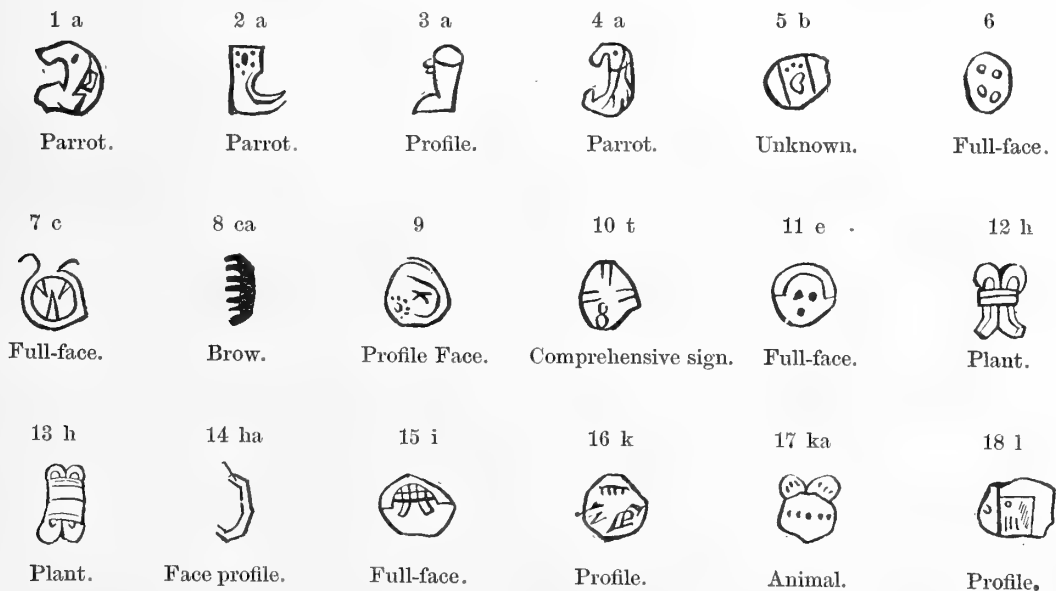 1 a 2 a 3 a 4 a 5 b 6
Parrot. Parrot. Profile. Parrot. Unknown. Full-face.
7 c 8 ca 9 10 t 11 e 12 h
Full-face. Brow. Profile Face. Comprehensive sign. Full-face. Plant.
13 h 14 ha 15 i 16 k 17 ka 18 l
Plant. Face profile. Full-face. Profile. Animal. Profile.